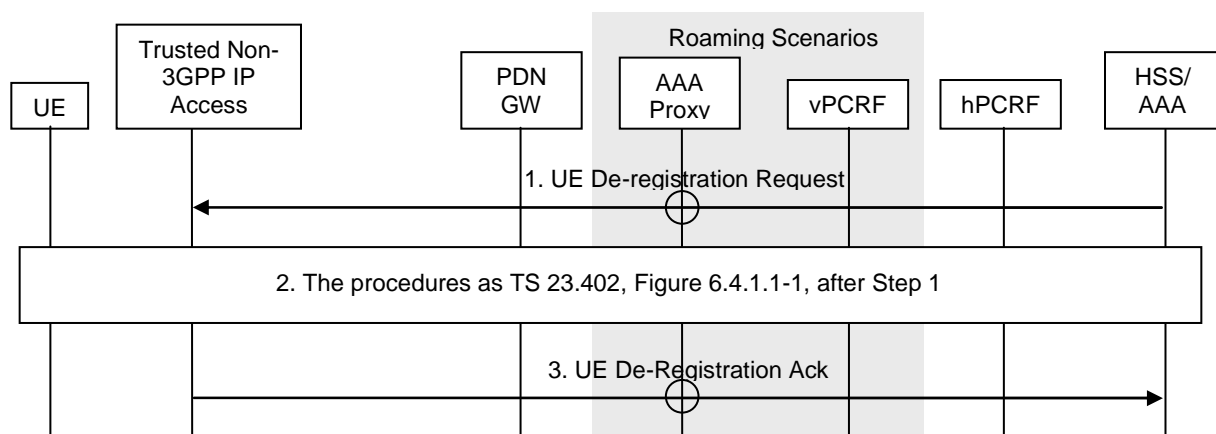 Roaming Scenarios
UE
Trusted Non-
3GPP IP
Access
PDN
GW
AAA
Proxy
vPCRF
hPCRF
HSS/
AAA
1. UE De-registration Request
2. The procedures as TS 23.402, Figure 6.4.1.1-1, after Step 1
3. UE De-Registration Ack